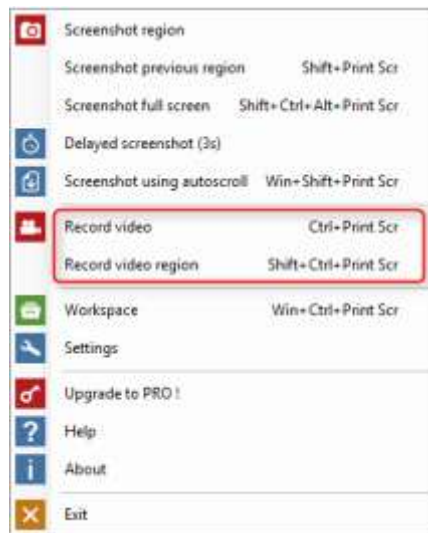 Screenshot region
Screenshot previous region Shift+Print Scr
Screenshot full screen Shift+Ctrl+Alt+Print Scr
Delayed screenshot (3s)
Screenshot using autoscroll Win+Shift+Print Scr
Record video Ctrl+Print Scr
Record video region Shift+Ctrl+Print Scr
Workspace Win+Ctrl+Print Scr
Settings
Upgrade to PRO !
Help
About
Exit